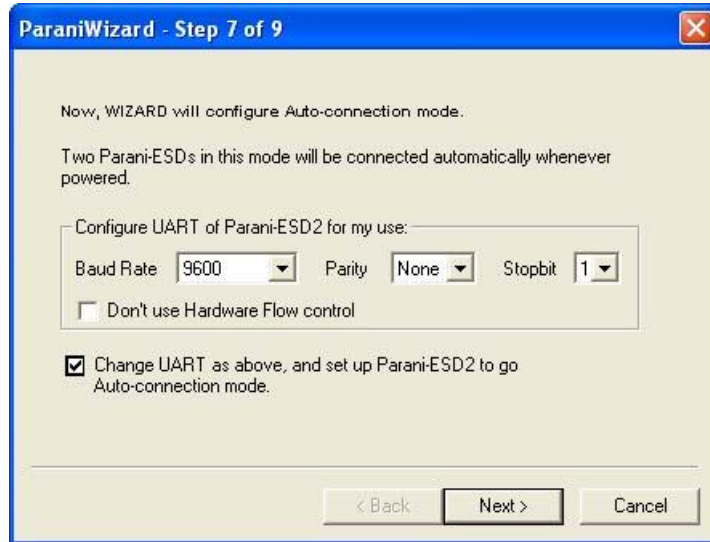 ParaniWizard - Step 7 of 9
Now, WIZARD will configure Auto-connection mode.
Two Parani-ESDs in this mode will be connected automatically whenever
powered.
Configure UART of Parani-ESD2 for my use:
Baud Rate 9600 Parity None Stopbit 1
Don't use Hardware Flow control
Change UART as above, and set up Parani-ESD2 to go
Auto-connection mode.
< Back Next > Cancel